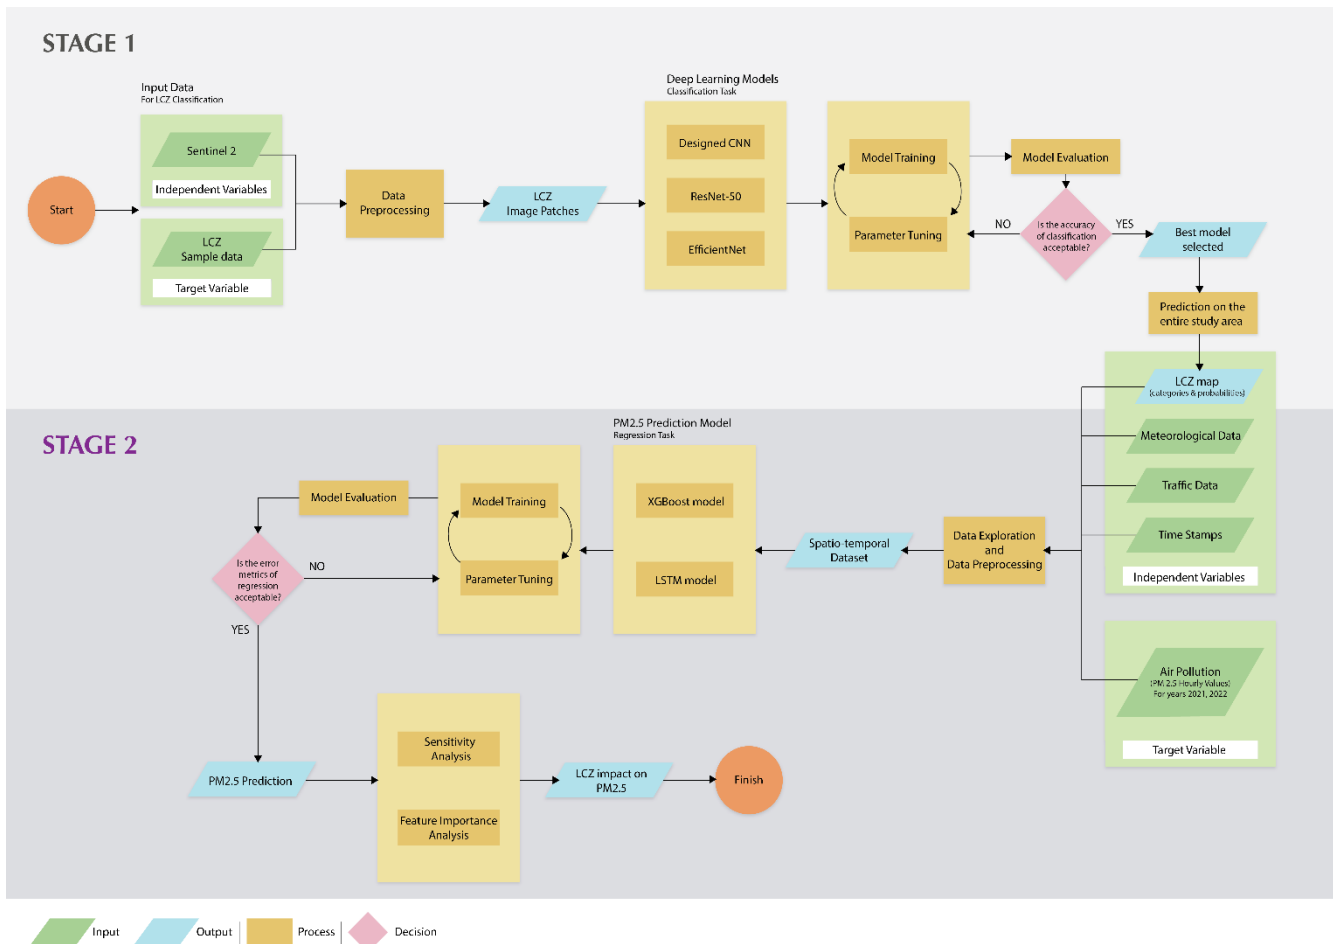 STAGE 1
Input Data
For LCZ Classification
Sentinel 2
Independent Variables
LCZ
Sample data
Target Variable
Start
Data
Preprocessing
LCZ
Image Patches
Deep Learning Models
Classification Task
Designed CNN
ResNet-50
EfficientNet
Model Training
Parameter Tuning
Model Evaluation
Is the accuracy
of classification
acceptable?
NO
YES
Best model
selected
Prediction on the
entire study area
LCZ map
(categories & probabilities)
Meteorological Data
Traffic Data
Time Stamps
Independent Variables
Air Pollution
(PM 2.5 Hourly Values)
For years 2021, 2022
Target Variable
STAGE 2
Data Exploration
and
Data Preprocessing
Spatio-temporal
Dataset
PM2.5 Prediction Model
Regression Task
XGBoost model
LSTM model
Model Training
Parameter Tuning
Model Evaluation
Is the error
metrics of
regression
acceptable?
NO
YES
PM2.5 Prediction
Sensitivity
Analysis
Feature Importance
Analysis
LCZ impact on
PM2.5
Finish
Input
Output
Process
Decision